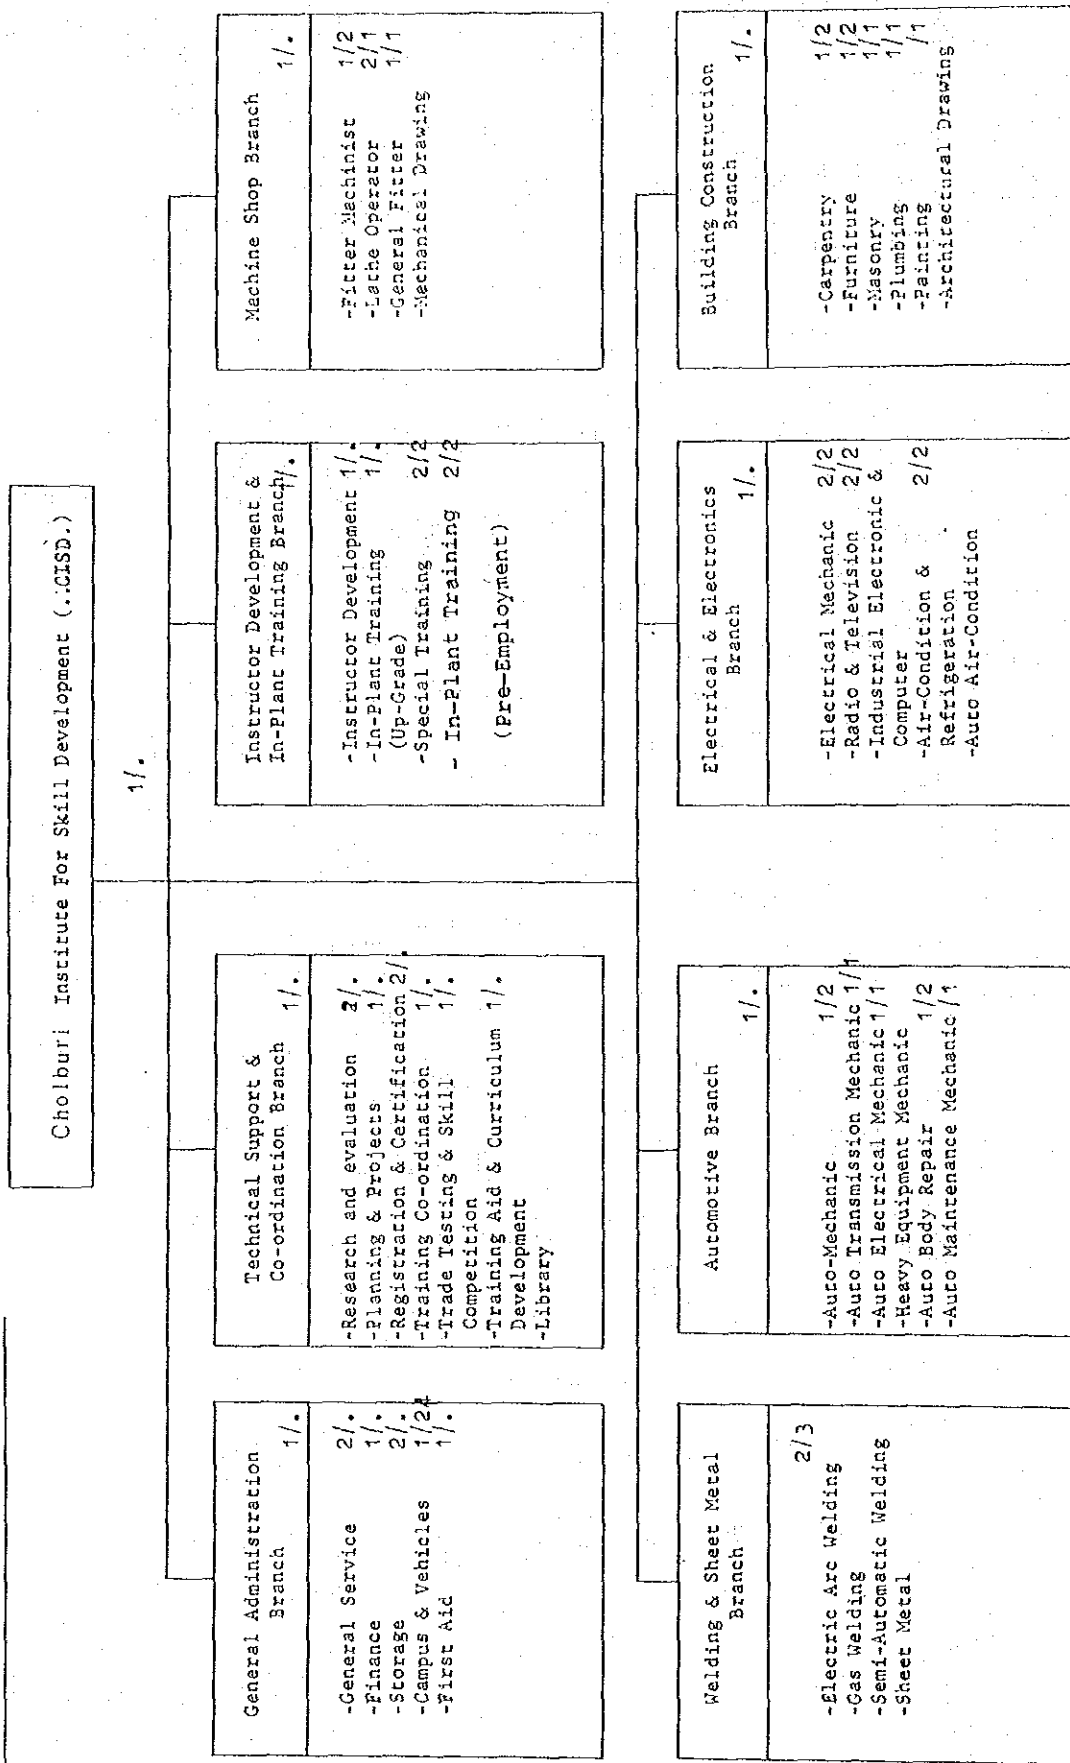 Cholburi Institute For Skill Development (.:CISD.)
1/.
General Administration
Branch 1/.
-General Service 2/.
-Finance 1/.
-Storage 2/.
-Campus & Vehicles 1/24
-First Aid 1/.
Technical Support &
Co-ordination Branch 1/.
-Research and evaluation 2/.
-Planning & Projects 1/.
-Registration & Certification 2/.
-Training Co-ordination 1/.
-Trade Testing & Skill 1/.
Competition
-Training Aid & Curriculum 1/.
Development
-Library
Instructor Development &
In-Plant Training Branch 1/.
-Instructor Development 1/.
-In-Plant Training 1/.
(Up-Grade)
-Special Training 2/2
- In-Plant Training 2/2
(Pre-Employment)
Machine Shop Branch
1/.
-Fitter Machinist 1/2
-Lathe Operator 2/1
-General Fitter 1/1
-Mechanical Drawing
Welding & Sheet Metal
Branch
2/3
-Electric Arc Welding
-Gas Welding
-Semi-Automatic Welding
-Sheet Metal
Automotive Branch
1/.
-Auto-Mechanic 1/2
-Auto Transmission Mechanic 1/1
-Auto Electrical Mechanic 1/1
-Heavy Equipment Mechanic
-Auto Body Repair 1/2
-Auto Maintenance Mechanic /1
Electrical & Electronics
Branch 1/.
-Electrical Mechanic 2/2
-Radio & Television 2/2
-Industrial Electronic &
Computer
-Air-Condition & 2/2
Refrigeration
-Auto Air-Condition
Building Construction
Branch 1/.
-Carpentry 1/2
-Furniture 1/2
-Masonry 1/1
-Plumbing 1/1
-Painting /1
-Architectural Drawing